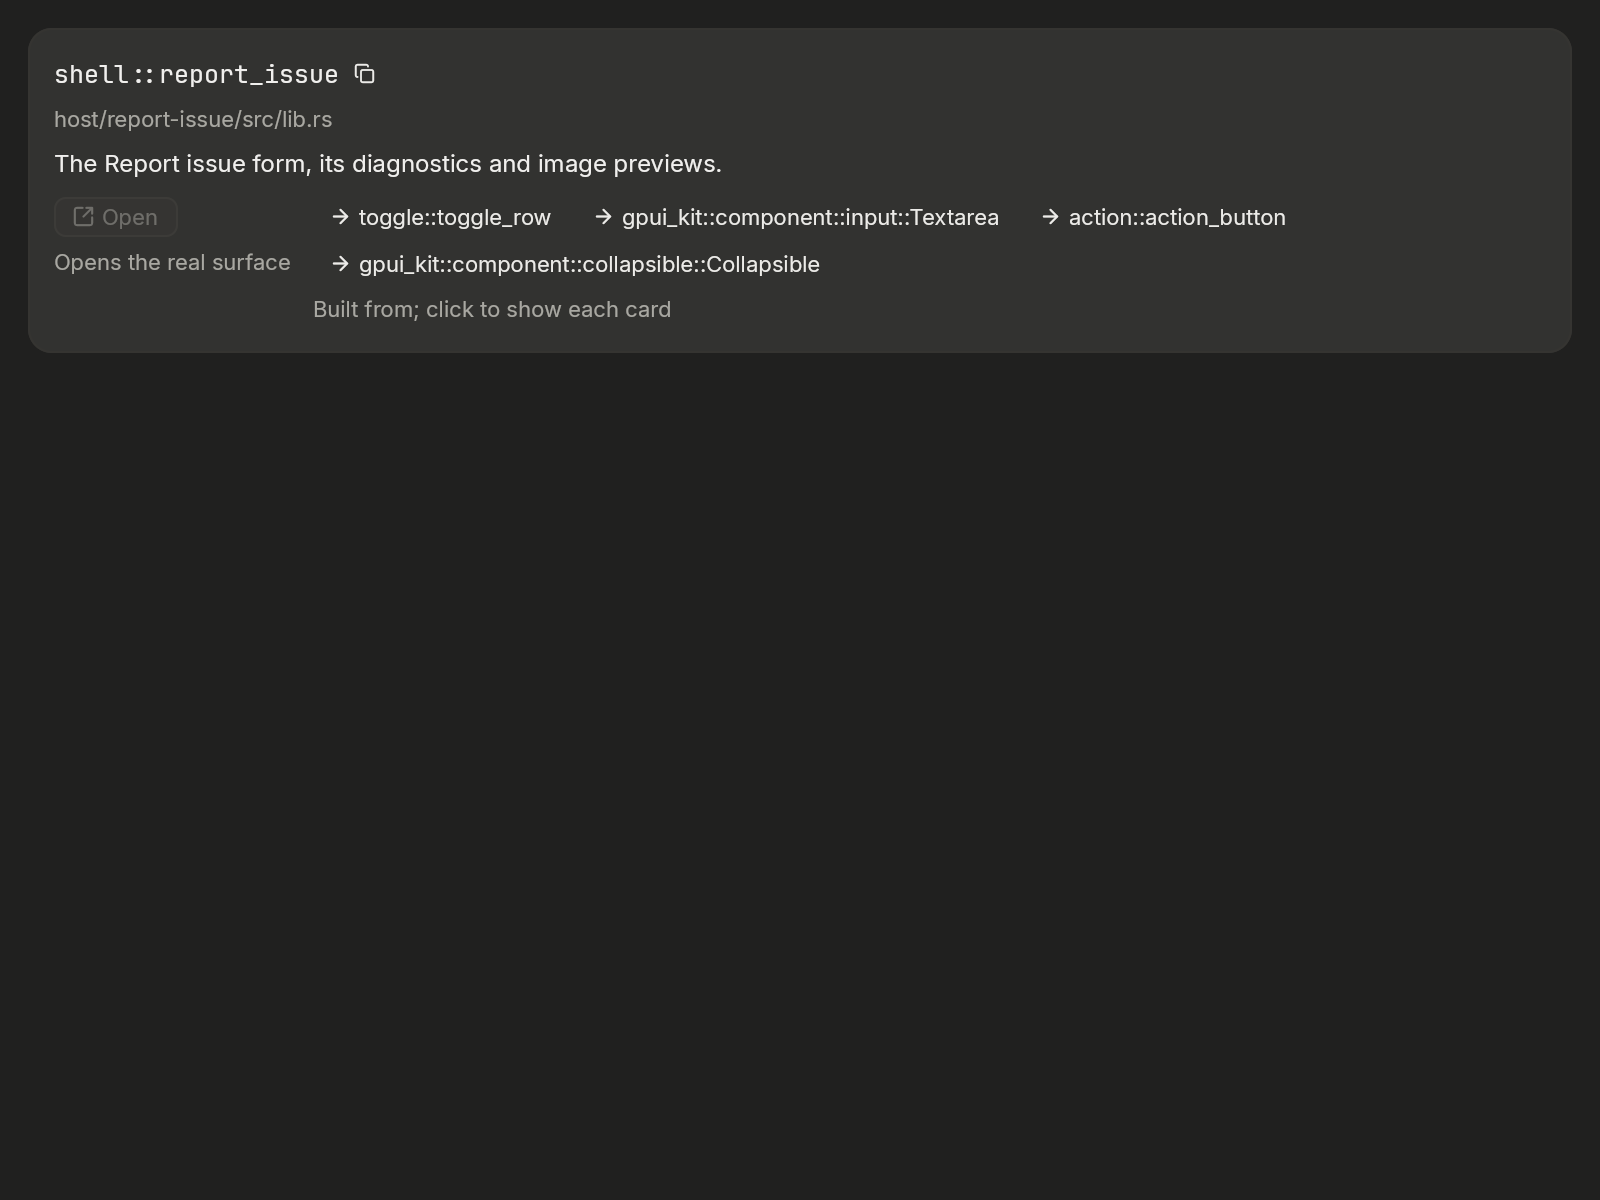 shell::report_issue
host/report-issue/src/lib.rs
The Report issue form, its diagnostics and image previews.
Open
Opens the real surface
→ toggle::toggle_row → gpui_kit::component::input::Textarea → action::action_button
→ gpui_kit::component::collapsible::Collapsible
Built from; click to show each card